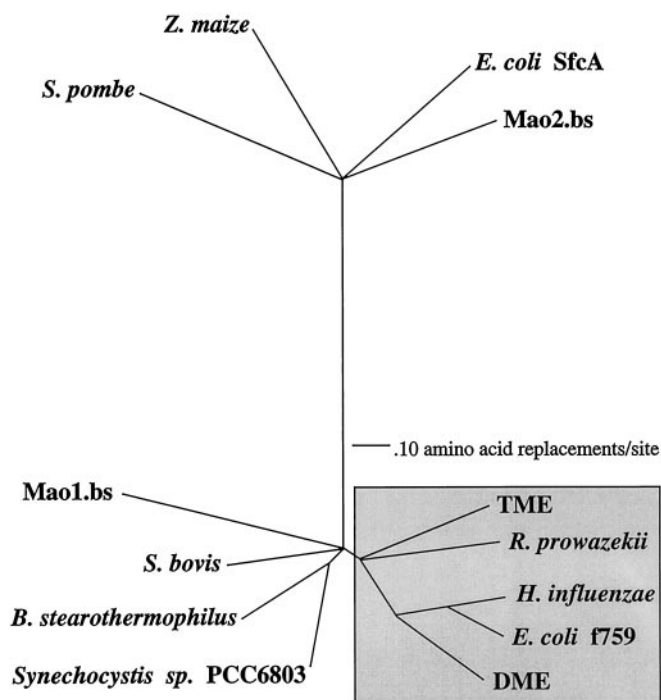 Z. maize
E. coli SfcA
S. pombe
Mao2.bs
.10 amino acid replacements/site
Mao1.bs
TME
R. prowazekii
S. bovis
H. influenzae
B. stearothermophilus
E. coli f759
Synechocystis sp. PCC6803
DME